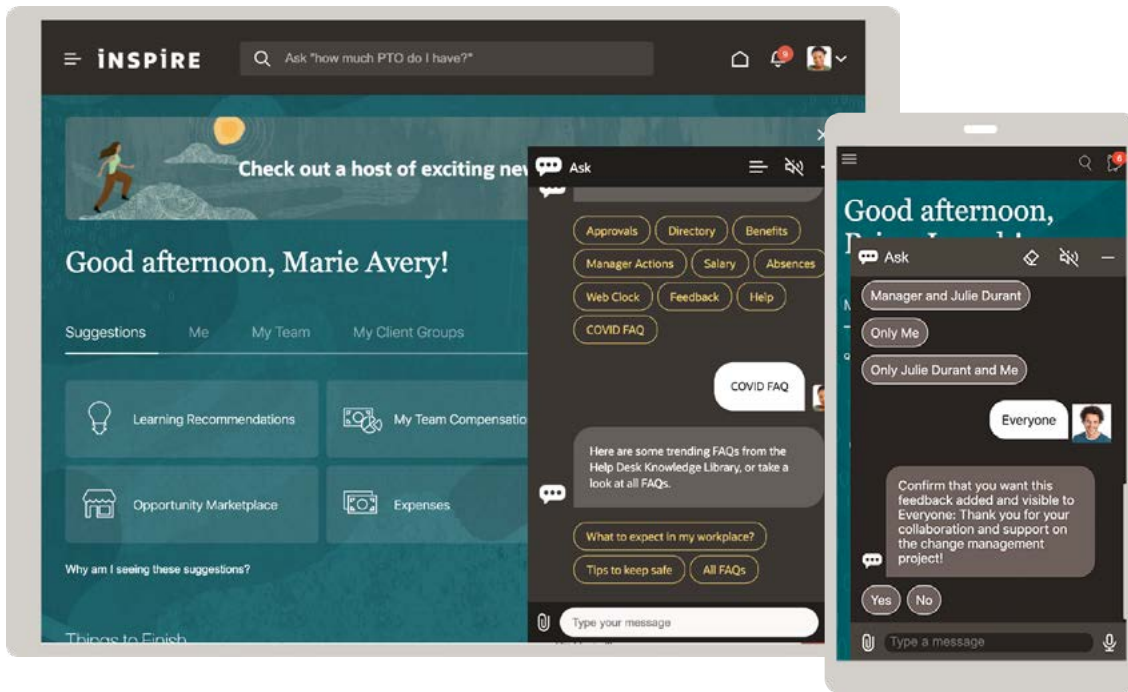 iNSPiRE
Ask "how much PTO do I have?"
9
Check out a host of exciting new
Good afternoon, Marie Avery!
Suggestions
Me
My Team
My Client Groups
Learning Recommendations
My Team Compensatio
Opportunity Marketplace
Expenses
Why am I seeing these suggestions?
Things to Finish
Ask
Approvals
Directory
Benefits
Manager Actions
Salary
Absences
Web Clock
Feedback
Help
COVID FAQ
COVID FAQ
Here are some trending FAQs from the
Help Desk Knowledge Library, or take a
look at all FAQs.
What to expect in my workplace?
Tips to keep safe
All FAQs
Type your message
6
Good afternoon,
Ask
Manager and Julie Durant
Only Me
Only Julie Durant and Me
Everyone
Confirm that you want this
feedback added and visible to
Everyone: Thank you for your
collaboration and support on
the change management
project!
Yes
No
Type a message